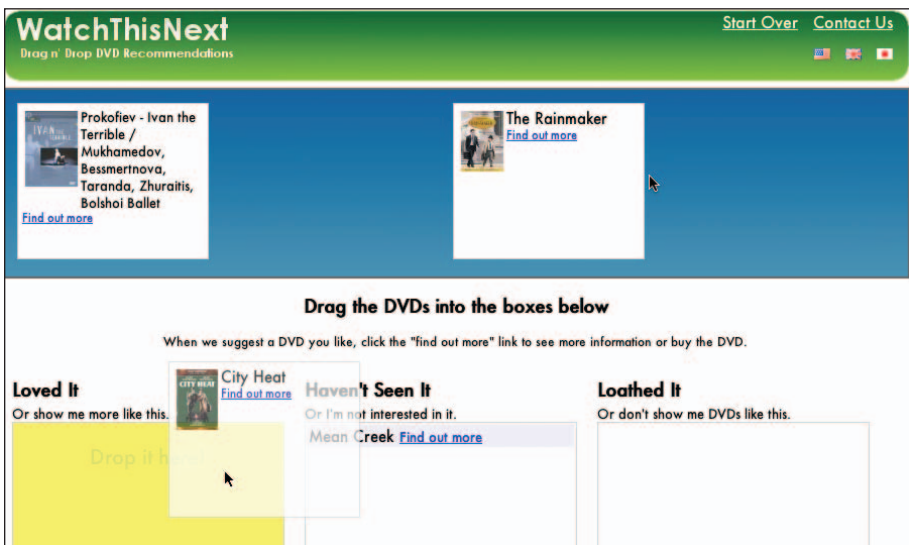 WatchThisNext
Drag n' Drop DVD Recommendations
Start Over Contact Us
Prokofiev - Ivan the
Terrible /
Mukhamedov,
Bessmertnova,
Taranda, Zhuraitis,
Bolshoi Ballet
Find out more
The Rainmaker
Find out more
Drag the DVDs into the boxes below
When we suggest a DVD you like, click the "find out more" link to see more information or buy the DVD.
City Heat
Find out more
CITY HEAT
Loved It
Or show me more like this.
Drop it h
Haven't Seen It
Or I'm not interested in it.
Mean Creek Find out more
Loathed It
Or don't show me DVDs like this.